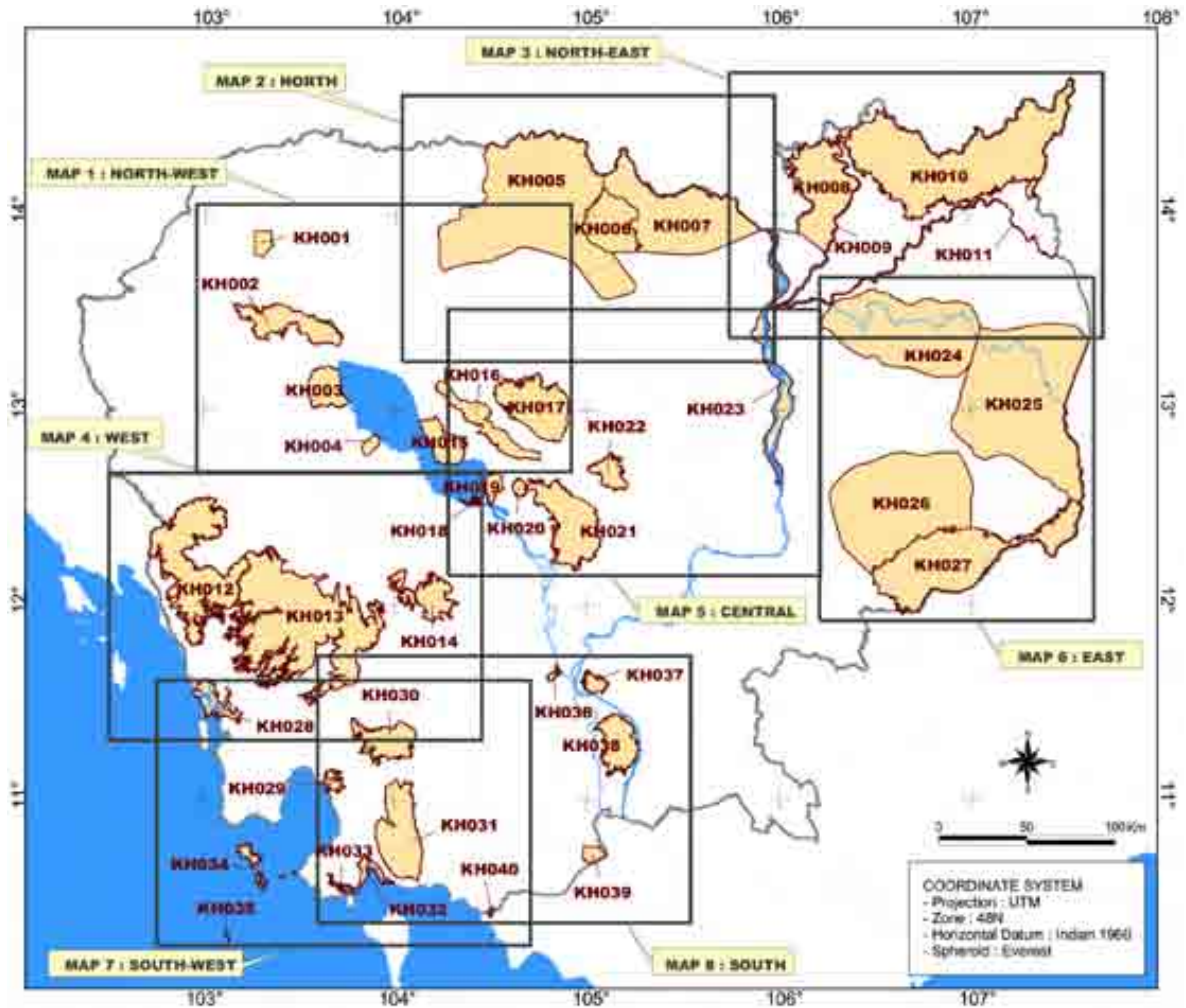 103° 104° 105° 106° 107° 108°
MAP 3 : NORTH-EAST
MAP 2 : NORTH
MAP 1 : NORTH-WEST
KH005
KH008
KH010
14° 14°
KH001
KH006 KH007
KH009
KH011
KH002
KH024
KH003
KH016
KH017
KH023
13° 13°
KH025
MAP 4 : WEST
KH004
KH015
KH022
KH019
KH026
KH018
KH020
KH021
KH027
12° 12°
KH012
KH013
KH014
MAP 5 : CENTRAL
MAP 6 : EAST
KH030
KH037
KH028
KH036
KH038
11° 11°
KH029
KH031
0 50 100 Km
KH033
KH034
KH040
KH039
KH035
KH032
COORDINATE SYSTEM
- Projection : UTM
- Zone : 48N
- Horizontal Datum : Indian 1960
- Spheroid : Everest
MAP 7 : SOUTH-WEST
MAP 8 : SOUTH
103° 104° 105° 106° 107°